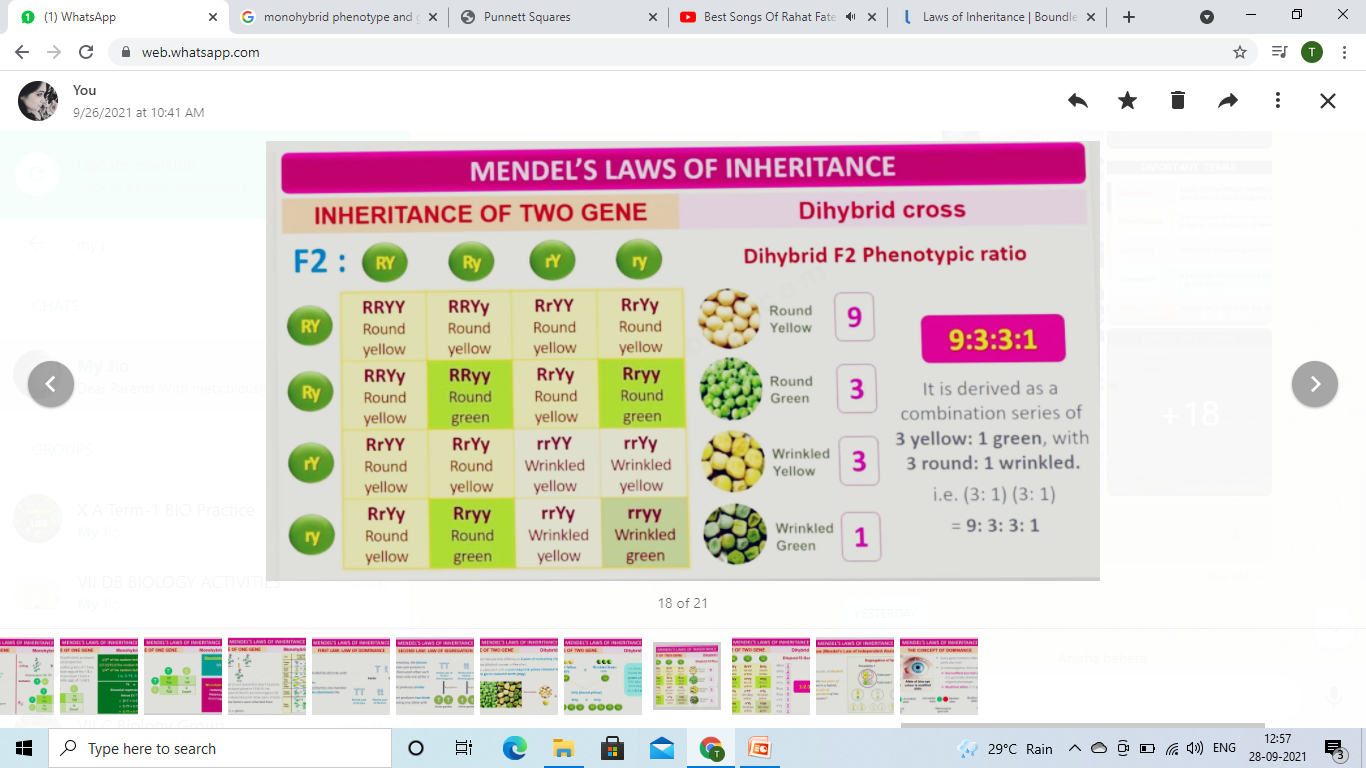 (1) WhatsApp
monohybrid phenotype and g
Punnett Squares
Best Songs Of Rahat Fate
Laws of Inheritance | Boundle
web.whatsapp.com
T
You
9/26/2021 at 10:41 AM
MENDEL'S LAWS OF INHERITANCE
INHERITANCE OF TWO GENE
Dihybrid cross
F2 : RY Ry rY ry
Dihybrid F2 Phenotypic ratio
RY
RRYY RRYy RrYY RrYy
Round Round Round Round
yellow yellow yellow yellow
Ry
RRYy RRyy RrYy Rryy
Round Round Round Round
yellow green yellow green
rY
RrYY RrYy rrYY rrYy
Round Round Wrinkled Wrinkled
yellow yellow yellow yellow
ry
RrYy Rryy rrYy rryy
Round Round Wrinkled Wrinkled
yellow green yellow green
Round
Yellow
9
Round
Green
3
Wrinkled
Yellow
3
Wrinkled
Green
1
9:3:3:1
It is derived as a
combination series of
3 yellow: 1 green, with
3 round: 1 wrinkled.
i.e. (3: 1) (3: 1)
= 9: 3: 3: 1
CHATS
My Jio
GROUPS
X A Term-1 BIO Practice
VII DB BIOLOGY ACTIVITIES
+18
YESTERDAY
18 of 21
Type here to search
29°C Rain
ENG
12:57
28-09-2021
3